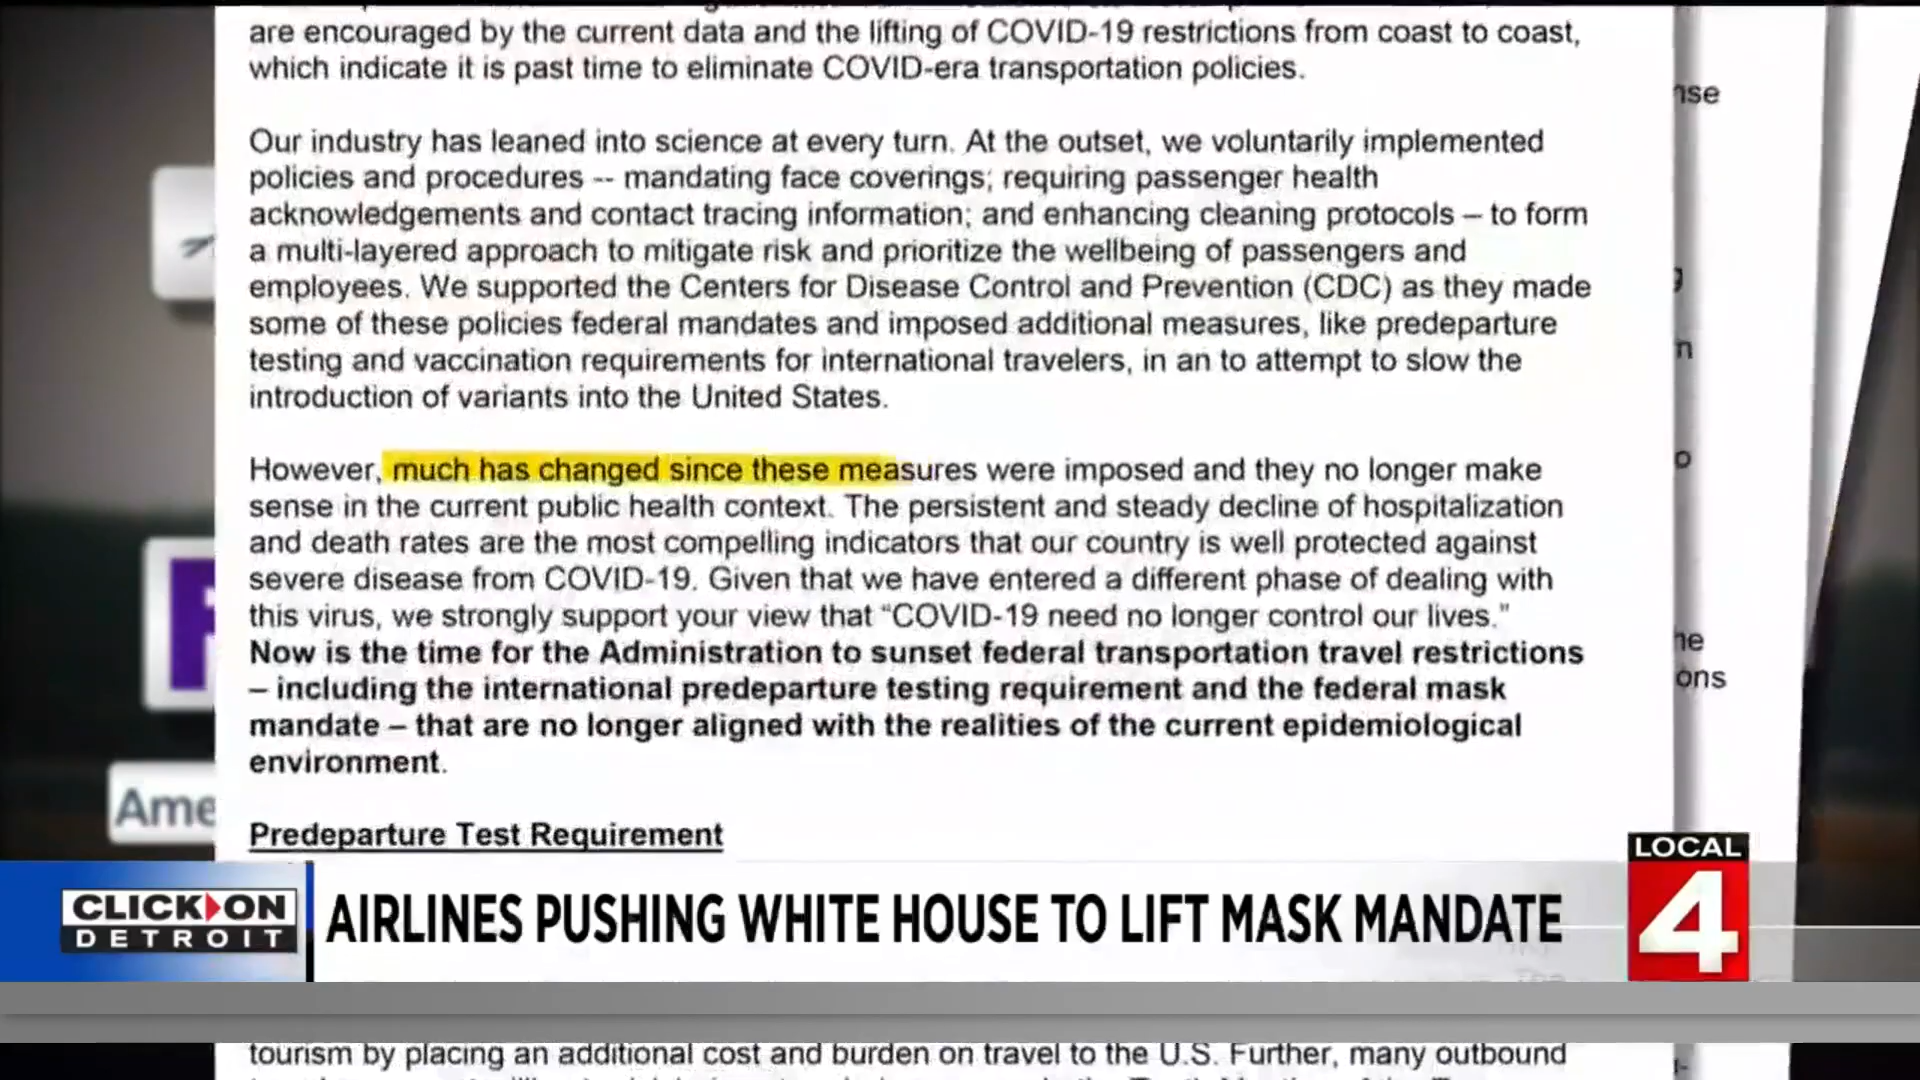 are encouraged by the current data and the lifting of COVID-19 restrictions from coast to coast,
which indicate it is past time to eliminate COVID-era transportation policies.
Our industry has leaned into science at every turn. At the outset, we voluntarily implemented
policies and procedures -- mandating face coverings; requiring passenger health
acknowledgements and contact tracing information; and enhancing cleaning protocols – to form
a multi-layered approach to mitigate risk and prioritize the wellbeing of passengers and
employees. We supported the Centers for Disease Control and Prevention (CDC) as they made
some of these policies federal mandates and imposed additional measures, like predeparture
testing and vaccination requirements for international travelers, in an to attempt to slow the
introduction of variants into the United States.
However, much has changed since these measures were imposed and they no longer make
sense in the current public health context. The persistent and steady decline of hospitalization
and death rates are the most compelling indicators that our country is well protected against
severe disease from COVID-19. Given that we have entered a different phase of dealing with
this virus, we strongly support your view that “COVID-19 need no longer control our lives.”
Now is the time for the Administration to sunset federal transportation travel restrictions
– including the international predeparture testing requirement and the federal mask
mandate – that are no longer aligned with the realities of the current epidemiological
environment.
Predeparture Test Requirement
Ame
CLICK ON
DETROIT
AIRLINES PUSHING WHITE HOUSE TO LIFT MASK MANDATE
LOCAL
4
tourism by placing an additional cost and burden on travel to the U.S. Further, many outbound
nse
ons